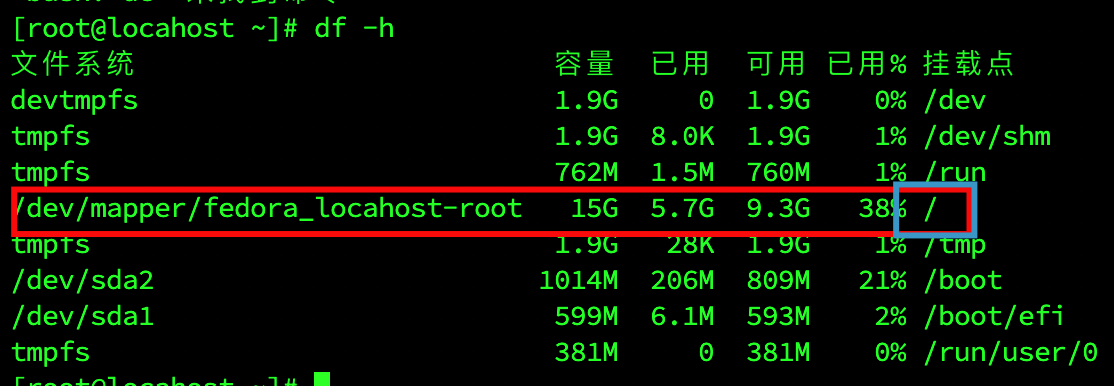 [root@locahost ~]# df -h
文件系统 容量 已用 可用 已用% 挂载点
devtmpfs 1.9G 0 1.9G 0% /dev
tmpfs 1.9G 8.0K 1.9G 1% /dev/shm
tmpfs 762M 1.5M 760M 1% /run
/dev/mapper/fedora_locahost-root 15G 5.7G 9.3G 38% /
tmpfs 1.9G 28K 1.9G 1% /tmp
/dev/sda2 1014M 206M 809M 21% /boot
/dev/sda1 599M 6.1M 593M 2% /boot/efi
tmpfs 381M 0 381M 0% /run/user/0
[root@locahost ~]#